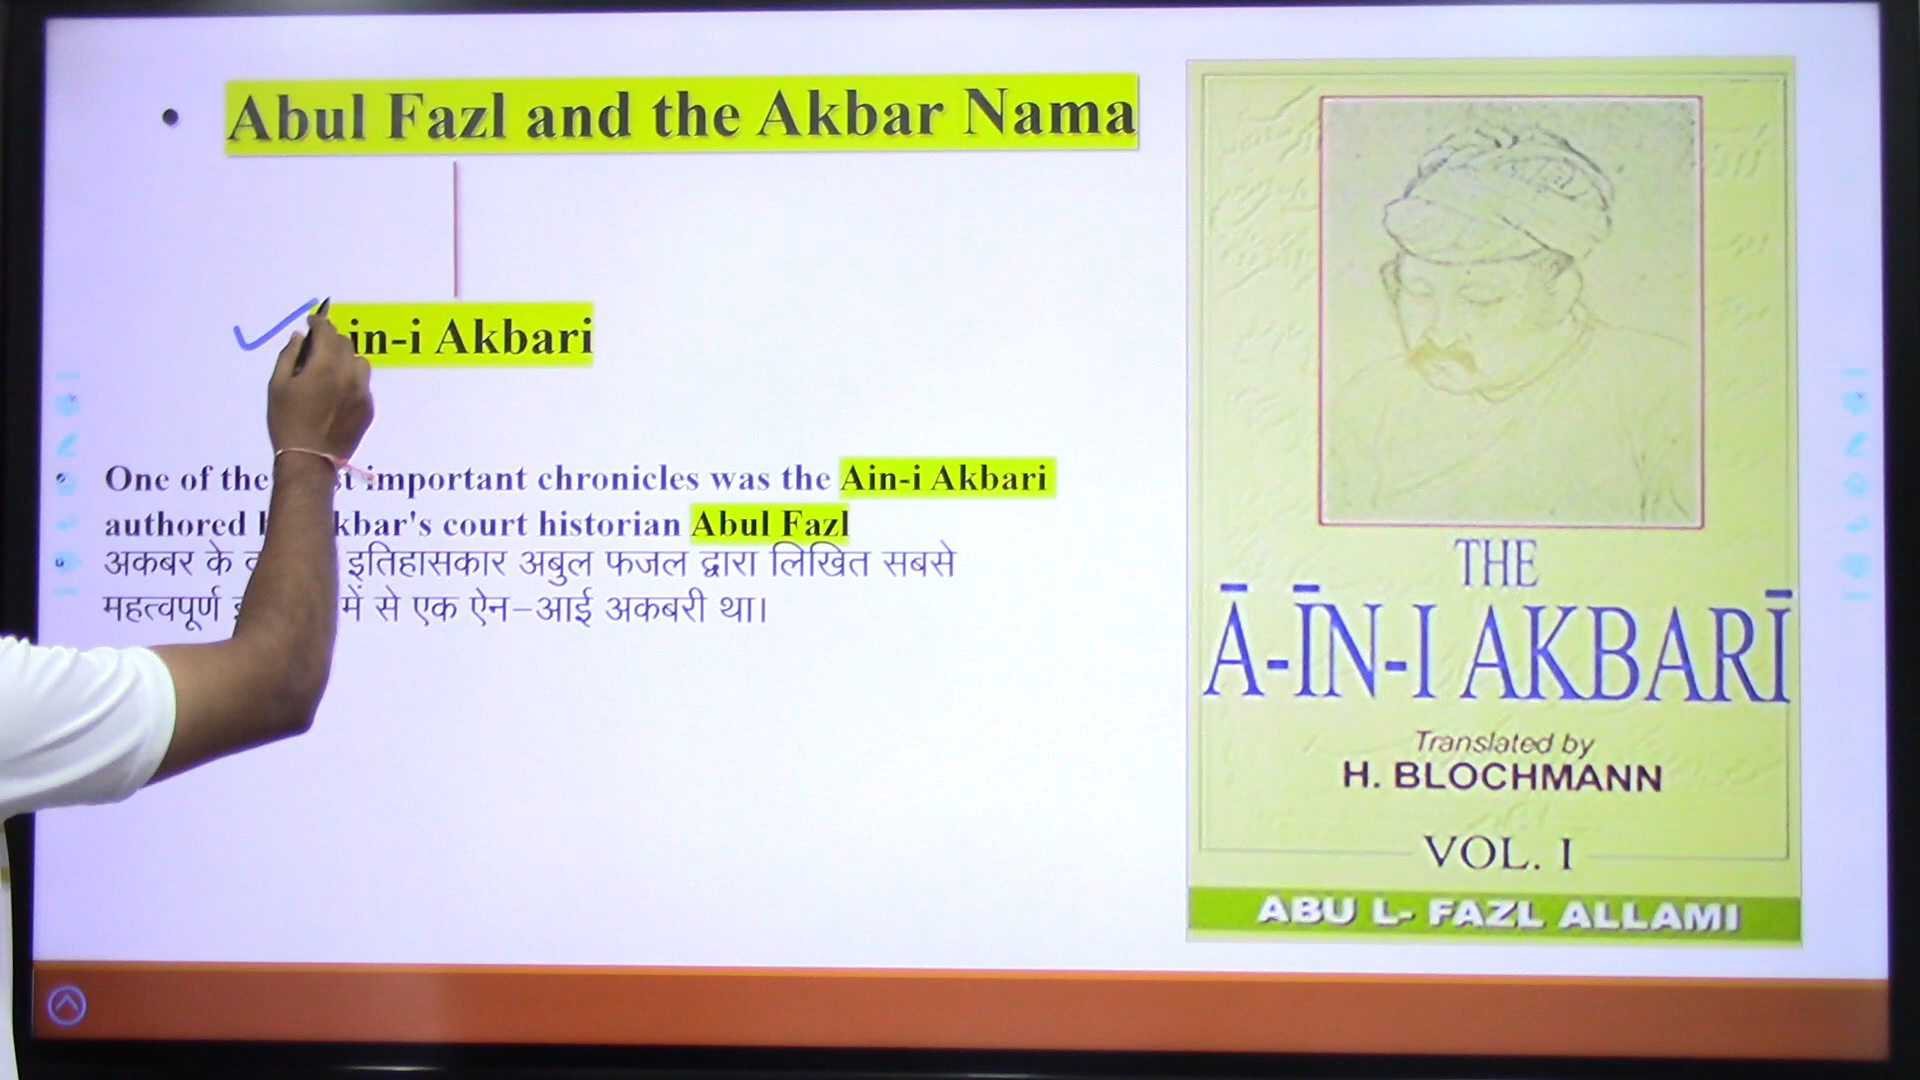 Abul Fazl and the Akbar Nama
in-i Akbari
One of the important chronicles was the Ain-i Akbari
authored kbar's court historian Abul Fazl
अकबर के इतिहासकार अबुल फजल द्वारा लिखित सबसे
महत्वपूर्ण में से एक ऐन–आई अकबरी था।
THE
Ā-ĪN-I AKBARĪ
Translated by
H. BLOCHMANN
VOL. I
ABU L- FAZL ALLAMI